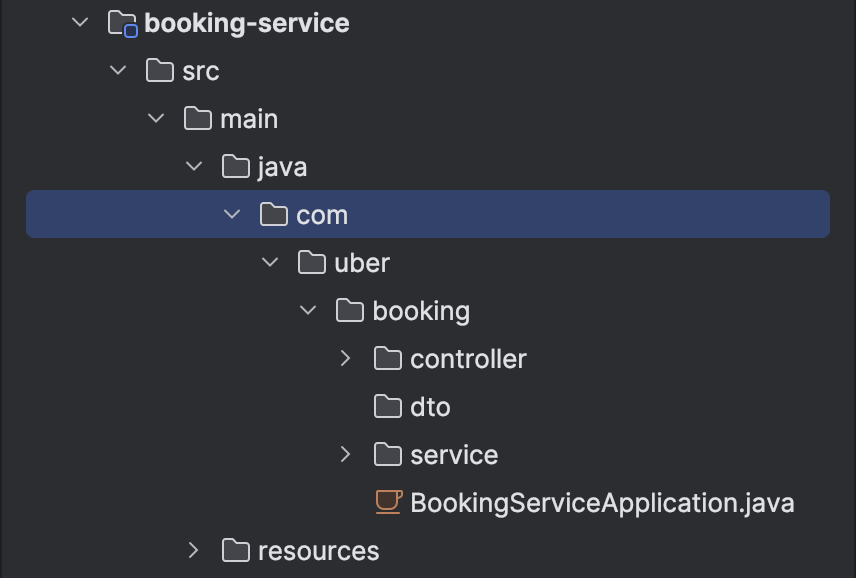 booking-service
src
main
java
com
uber
booking
controller
dto
service
BookingServiceApplication.java
resources